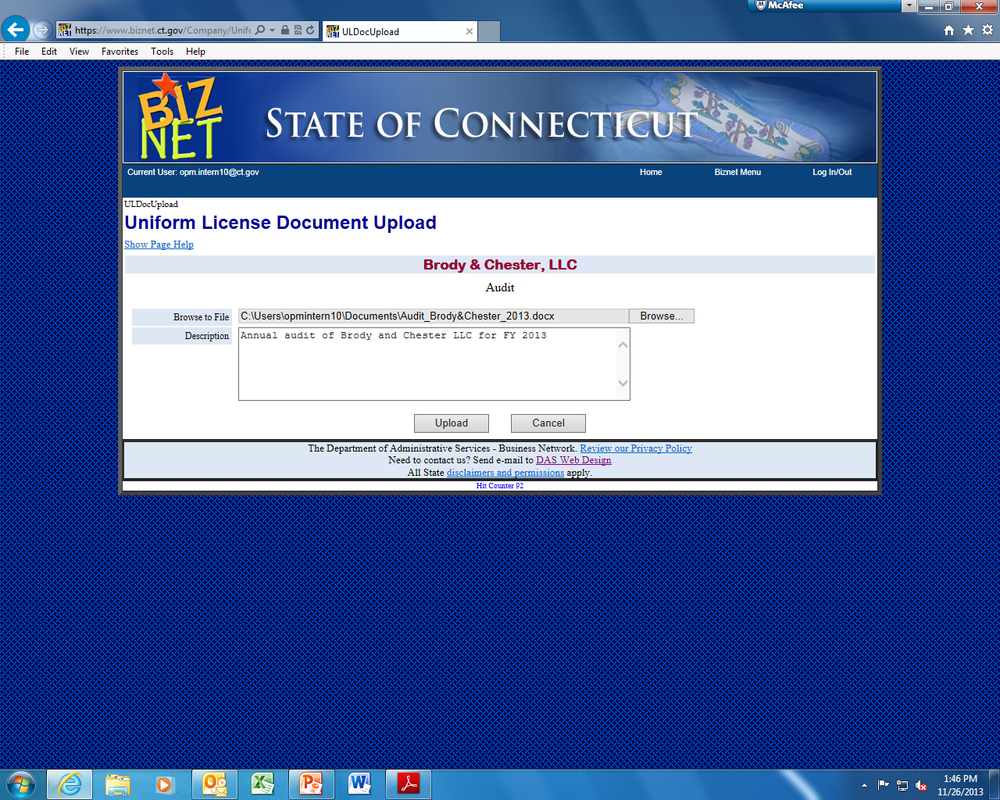 McAfee
https://www.biznet.ct.gov/Company/Unifc
ULDocUpload
File Edit View Favorites Tools Help
BIZ
NET
STATE OF CONNECTICUT
Current User: opm.intern10@ct.gov
Home
Biznet Menu
Log In/Out
ULDocUpload
Uniform License Document Upload
Show Page Help
Brody & Chester, LLC
Audit
Browse to File
C:\Users\opmintern10\Documents\Audit_Brody&Chester_2013.docx
Browse...
Description
Annual audit of Brody and Chester LLC for FY 2013
Upload
Cancel
The Department of Administrative Services - Business Network. Review our Privacy Policy
Need to contact us? Send e-mail to DAS Web Design
All State disclaimers and permissions apply.
Hit Counter 92
1:46 PM
11/26/2013